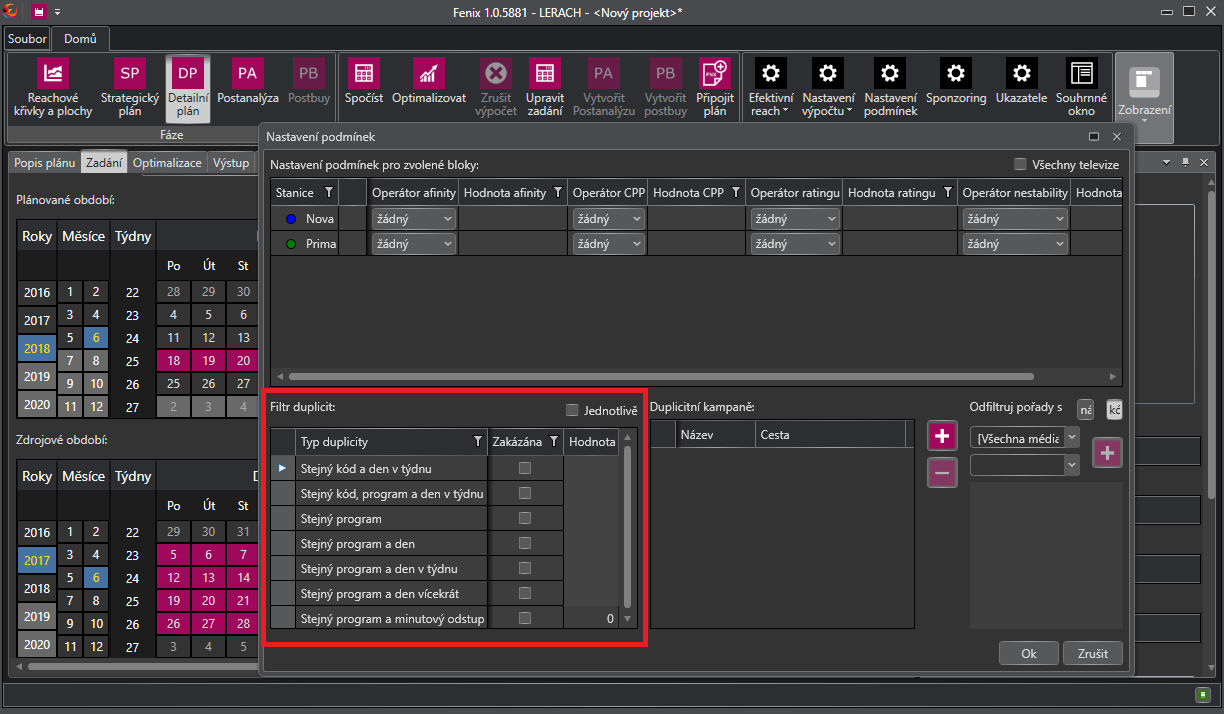 Fenix 1.0.5881 - LERACH - <Nový projekt>*
Soubor Domů
SP DP PA PB PA PB
Reachové křivky a plochy
Strategický plán
Detailní plán
Postanalýza
Postbuy
Spočíst
Optimalizovat
Zrušit výpočet
Upravit zadání
Vytvořit Postanalýzu
Vytvořit postbuy
Připojit plán
Efektivní reach
Nastavení výpočtu
Nastavení podmínek
Sponzoring
Ukazatele
Souhrnné okno
Zobrazení
Fáze
Popis plánu Zadání Optimalizace Výstup
Plánované období:
Roky Měsíce Týdny
Po Út St
2016 1 2 22 28 29 30
2017 3 4 23 4 5 6
2018 5 6 24 11 12 13
7 8 25 18 19 20
2019 9 10 26 25 26 27
2020 11 12 27 2 3 4
Zdrojové období:
Roky Měsíce Týdny
Po Út St
2016 1 2 22 29 30 31
2017 3 4 23 5 6 7
5 6 24 12 13 14
2018 7 8 25 19 20 21
2019 9 10 26 26 27 28
2020 11 12 27 3 4 5
Nastavení podmínek
Nastavení podmínek pro zvolené bloky:
Všechny televize
Stanice Operátor afinity Hodnota afinity Operátor CPP Hodnota CPP Operátor ratingu Hodnota ratingu Operátor nestability Hodnota
Nova žádný žádný žádný žádný
Prima žádný žádný žádný žádný
Filtr duplicit:
Jednotlivě
Typ duplicity Zakázána Hodnota
Stejný kód a den v týdnu
Stejný kód, program a den v týdnu
Stejný program
Stejný program a den
Stejný program a den v týdnu
Stejný program a den vícekrát
Stejný program a minutový odstup 0
Duplicitní kampaně:
Název Cesta
Odfiltruj pořady s
[Všechna média
Ok Zrušit